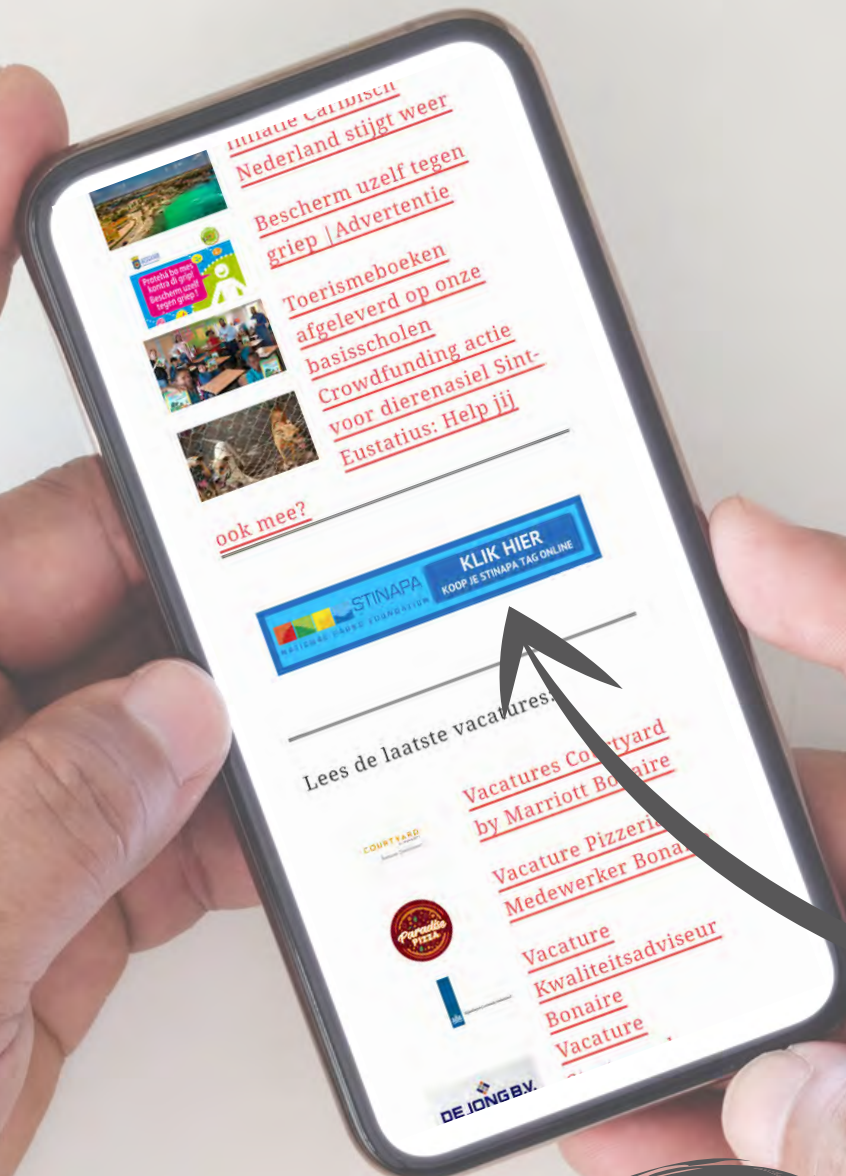 Inflatie Caribisch
Nederland stijgt weer
Bescherm uzelf tegen
griep |Advertentie
Protehá bo mes
kontra di grip!
Bescherm uzelf
tegen griep!
Toerismeboeken
afgeleverd op onze
basisscholen
Crowdfunding actie
voor dierenasiel Sint-
Eustatius: Help jij
ook mee?
STINAPA
NATIONAL PARKS FOUNDATION
KLIK HIER
KOOP JE STINAPA TAG ONLINE
Lees de laatste vacatures:
COURTYARD
Vacatures Courtyard
by Marriott Bonaire
Paradise
PIZZA
Vacature Pizzeria
Medewerker Bonaire
Vacature
Kwaliteitsadviseur
Bonaire
Vacature
DE JONG B.V.